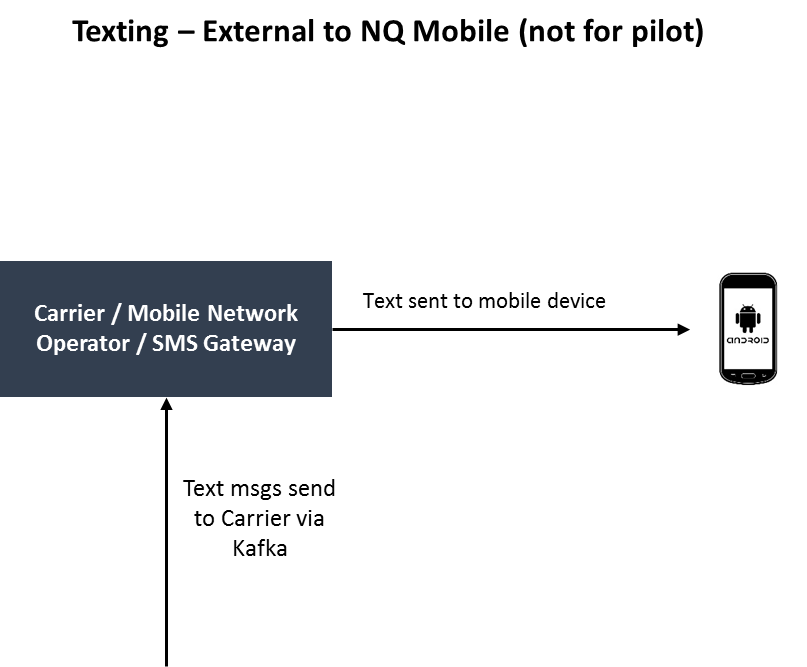 Texting – External to NQ Mobile (not for pilot)
Carrier / Mobile Network
Operator / SMS Gateway
Text sent to mobile device
ANDROID
Text msgs send
to Carrier via
Kafka